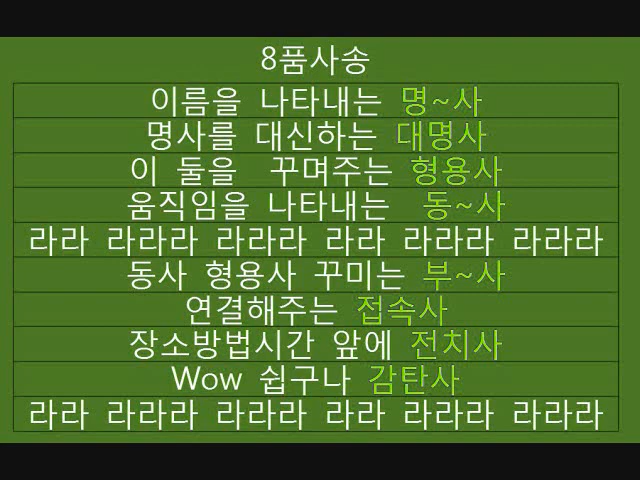 8품사송
이름을 나타내는 명~사
명사를 대신하는 대명사
이 둘을 꾸며주는 형용사
움직임을 나타내는 동~사
라라 라라라 라라라 라라 라라라 라라라
동사 형용사 꾸미는 부~사
연결해주는 접속사
장소방법시간 앞에 전치사
Wow 쉽구나 감탄사
라라 라라라 라라라 라라 라라라 라라라